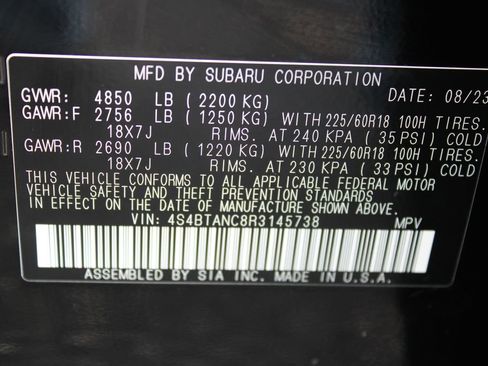 MFD BY SUBARU CORPORATION 08/23
GVWR: 4850 LB (2200 KG)
GAWR:F 2756 LB (1250 KG) WITH 225/60R18 100H TIRES.
18X7J RIMS. AT 240 KPA (35 PSI) COLD
GAWR:R 2690 LB (1220 KG) WITH 225/60R18 100H TIRES.
18X7J RIMS. AT 230 KPA (33 PSI) COLD
THIS VEHICLE CONFORMS TO ALL APPLICABLE FEDERAL MOTOR
VEHICLE SAFETY AND THEFT PREVENTION STANDARDS
IN EFFECT ON THE DATE OF MANUFACTURE SHOWN ABOVE.
VIN: 4S4BTANC8R3145738 MPV
ASSEMBLED BY SIA INC. MADE IN U.S.A.